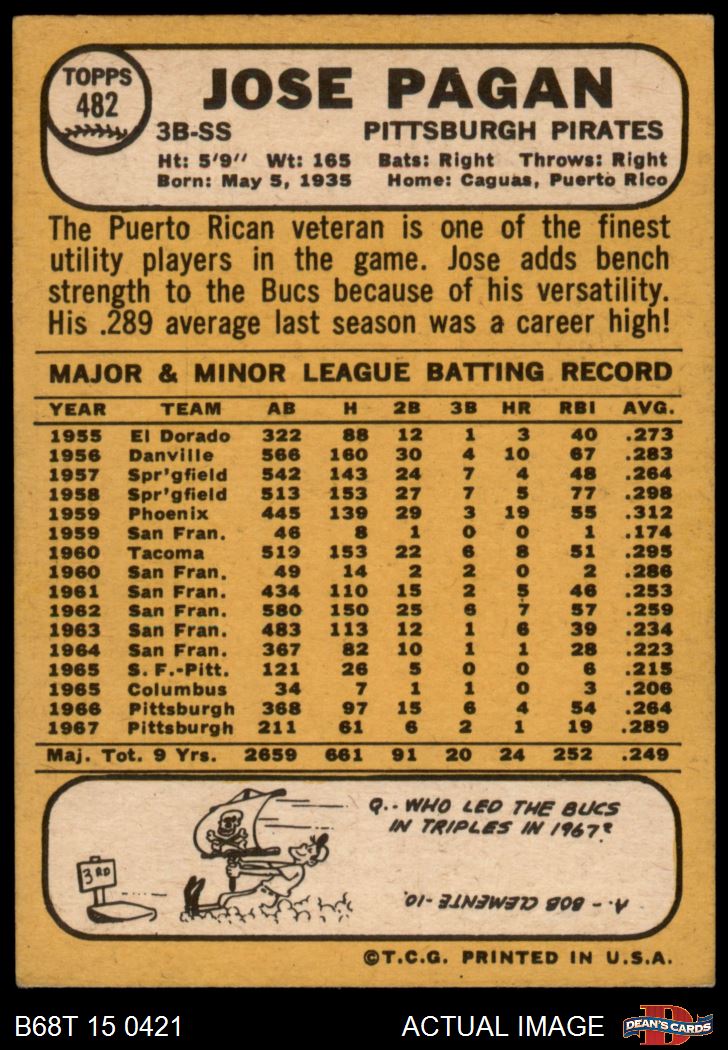 TOPPS
482
JOSE PAGAN
3B-SS PITTSBURGH PIRATES
Ht: 5'9" Wt: 165 Bats: Right Throws: Right
Born: May 5, 1935 Home: Caguas, Puerto Rico
The Puerto Rican veteran is one of the finest
utility players in the game. Jose adds bench
strength to the Bucs because of his versatility.
His .289 average last season was a career high!
MAJOR & MINOR LEAGUE BATTING RECORD
YEAR TEAM AB H 2B 3B HR RBI AVG.
1955 El Dorado 322 88 12 1 3 40 .273
1956 Danville 566 160 30 4 10 67 .283
1957 Spr'gfield 542 143 24 7 4 48 .264
1958 Spr'gfield 513 153 27 7 5 77 .298
1959 Phoenix 445 139 29 3 19 55 .312
1959 San Fran. 46 8 1 0 0 1 .174
1960 Tacoma 519 153 22 6 8 51 .295
1960 San Fran. 49 14 2 2 0 2 .286
1961 San Fran. 434 110 15 2 5 46 .253
1962 San Fran. 580 150 25 6 7 57 .259
1963 San Fran. 483 113 12 1 6 39 .234
1964 San Fran. 367 82 10 1 1 28 .223
1965 S. F.-Pitt. 121 26 5 0 0 6 .215
1965 Columbus 34 7 1 1 0 3 .206
1966 Pittsburgh 368 97 15 6 4 54 .264
1967 Pittsburgh 211 61 6 2 1 19 .289
Maj. Tot. 9 Yrs. 2659 661 91 20 24 252 .249
3RD
Q.-WHO LED THE BUCS
IN TRIPLES IN 1967?
A.-BOB CLEMENTE-10.
©T.C.G. PRINTED IN U.S.A.
B68T 15 0421 ACTUAL IMAGE
D
DEAN'S CARDS